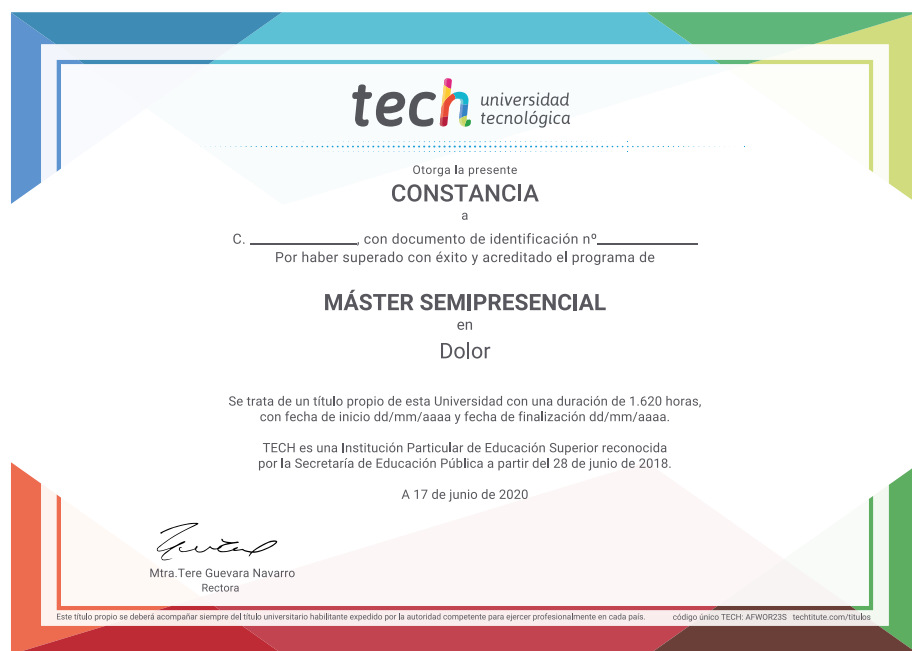 tech universidad
tecnológica
Otorga la presente
CONSTANCIA
a
C. ______________, con documento de identificación nº______________
Por haber superado con éxito y acreditado el programa de
MÁSTER SEMIPRESENCIAL
en
Dolor
Se trata de un título propio de esta Universidad con una duración de 1.620 horas,
con fecha de inicio dd/mm/aaaa y fecha de finalización dd/mm/aaaa.
TECH es una Institución Particular de Educación Superior reconocida
por la Secretaría de Educación Pública a partir del 28 de junio de 2018.
A 17 de junio de 2020
Mtra.Tere Guevara Navarro
Rectora
Este título propio se deberá acompañar siempre del título universitario habilitante expedido por la autoridad competente para ejercer profesionalmente en cada país. código único TECH: AFWOR23S techtitute.com/titulos